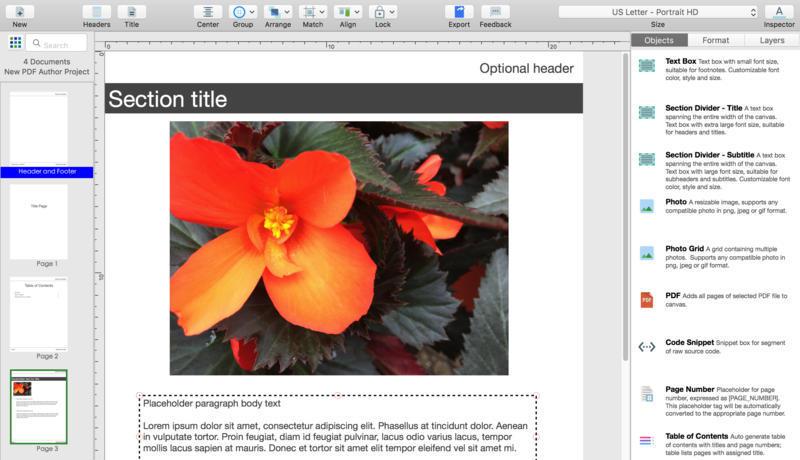 New
Headers
Title
Center
Group
Arrange
Match
Align
Lock
Export
Feedback
US Letter - Portrait HD
Size
Inspector
Search
4 Documents
New PDF Author Project
Header and Footer
Title Page
Page 1
Table of Contents
Page 2
Page 3
0
10
20
10
Optional header
Section title
Placeholder paragraph body text
Lorem ipsum dolor sit amet, consectetur adipiscing elit. Phasellus at tincidunt dolor. Aenean
in vulputate tortor. Proin feugiat, diam id feugiat pulvinar, lacus odio varius lacus, tempor
mollis lacus sapien at mauris. Donec et tortor sit amet tempor eleifend vel sit amet mi.
Objects
Format
Layers
Text Box Text box with small font size,
suitable for footnotes. Customizable font
color, style and size.
Section Divider - Title A text box
spanning the entire width of the canvas.
Text box with extra large font size, suitable
for headers and titles.
Section Divider - Subtitle A text box
spanning the entire width of the canvas.
Text box with large font size, suitable for
subheaders and subtitles. Customizable font
color, style and size.
Photo A resizable image, supports any
compatible photo in png, jpeg or gif format.
Photo Grid A grid containing multiple
photos. Supports any compatible photo in
png, jpeg or gif format.
PDF
PDF Adds all pages of selected PDF file to
canvas.
Code Snippet Snippet box for segment
of raw source code.
Page Number Placeholder for page
number, expressed as [PAGE_NUMBER].
This placeholder tag will be automatically
converted to the appropriate page number.
Table of Contents Auto generate table
of contents with titles and page numbers;
table lists pages with assigned title.